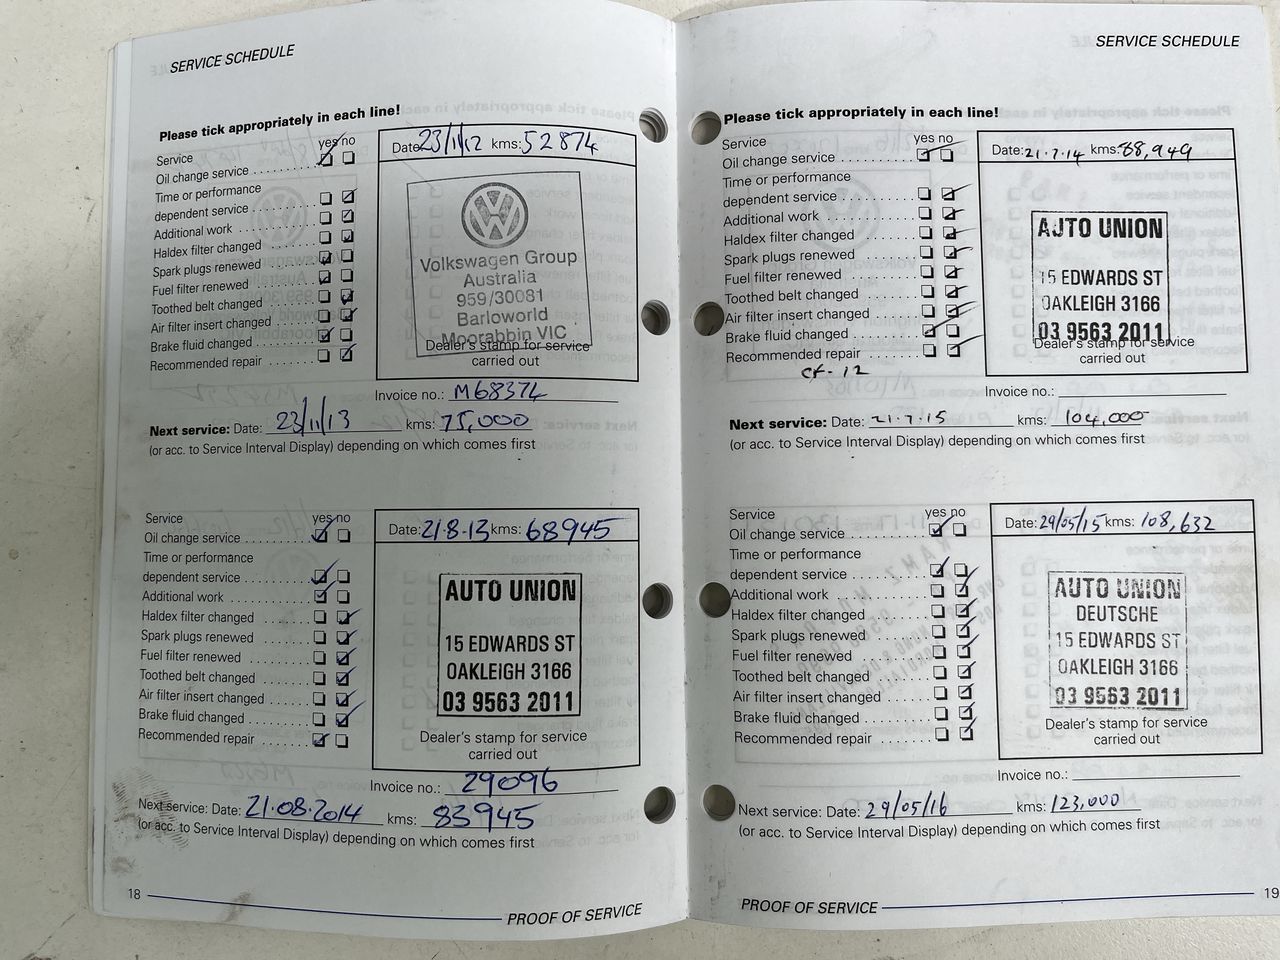 SERVICE SCHEDULE
Please tick appropriately in each line!
Service yes no
Oil change service ............
Time or performance
dependent service ..........
Additional work .............
Haldex filter changed .......
Spark plugs renewed ........
Fuel filter renewed ..........
Toothed belt changed .......
Air filter insert changed .....
Brake fluid changed .........
Recommended repair ......
Date: 23/11/12 kms: 52874
Volkswagen Group
Australia
959/30081
Barloworld
Moorabbin VIC
Dealer's stamp for service
carried out
Invoice no.: M68374
Next service: Date: 23/11/13 kms: 75,000
(or acc. to Service Interval Display) depending on which comes first
Service yes no
Oil change service ............
Time or performance
dependent service ..........
Additional work .............
Haldex filter changed .......
Spark plugs renewed ........
Fuel filter renewed ..........
Toothed belt changed .......
Air filter insert changed .....
Brake fluid changed .........
Recommended repair ......
Date: 21.8.13 kms: 68945
AUTO UNION
15 EDWARDS ST
OAKLEIGH 3166
03 9563 2011
Dealer's stamp for service
carried out
Invoice no.: 29096
Next service: Date: 21.08.2014 kms: 83945
(or acc. to Service Interval Display) depending on which comes first
18
PROOF OF SERVICE
SERVICE SCHEDULE
Please tick appropriately in each line!
Service yes no
Oil change service ............
Time or performance
dependent service ..........
Additional work .............
Haldex filter changed .......
Spark plugs renewed ........
Fuel filter renewed ..........
Toothed belt changed .......
Air filter insert changed .....
Brake fluid changed .........
Recommended repair ......
Date: 21.7.14 kms: 88,949
AUTO UNION
15 EDWARDS ST
OAKLEIGH 3166
03 9563 2011
Dealer's stamp for service
carried out
Invoice no.:
Next service: Date: 21.7.15 kms: 104,000
(or acc. to Service Interval Display) depending on which comes first
Service yes no
Oil change service ............
Time or performance
dependent service ..........
Additional work .............
Haldex filter changed .......
Spark plugs renewed ........
Fuel filter renewed ..........
Toothed belt changed .......
Air filter insert changed .....
Brake fluid changed .........
Recommended repair ......
Date: 29/05/15 kms: 108,632
AUTO UNION
DEUTSCHE
15 EDWARDS ST
OAKLEIGH 3166
03 9563 2011
Dealer's stamp for service
carried out
Invoice no.:
Next service: Date: 29/05/16 kms: 123,000
(or acc. to Service Interval Display) depending on which comes first
PROOF OF SERVICE
19